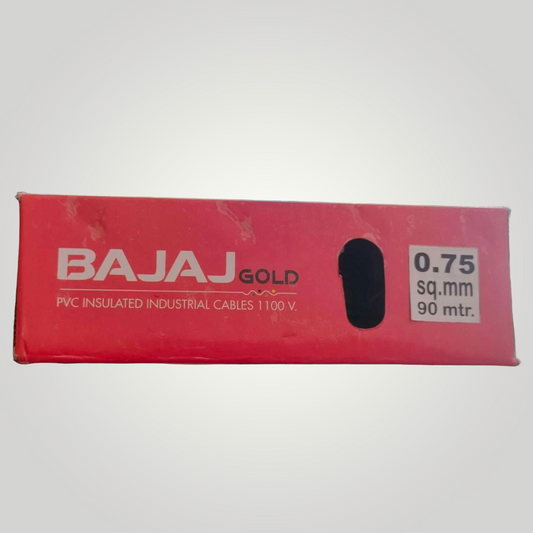 BAJAJ GOLD
PVC INSULATED INDUSTRIAL CABLES 1100 V.
0.75
sq.mm
90 mtr.